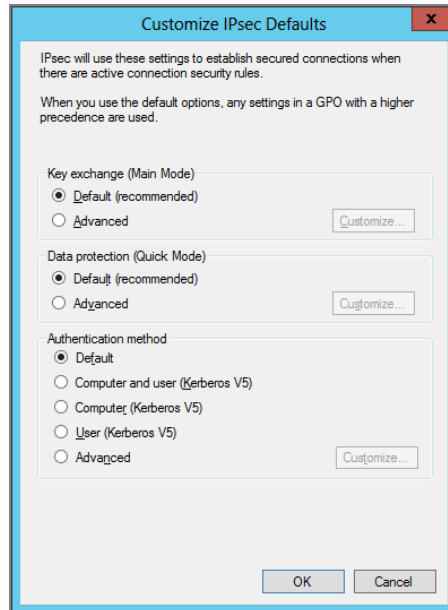 Customize IPsec Defaults
x
IPsec will use these settings to establish secured connections when
there are active connection security rules.
When you use the default options, any settings in a GPO with a higher
precedence are used.
Key exchange (Main Mode)
Default (recommended)
Advanced
Customize...
Data protection (Quick Mode)
Default (recommended)
Advanced
Customize...
Authentication method
Default
Computer and user (Kerberos V5)
Computer (Kerberos V5)
User (Kerberos V5)
Advanced
Customize...
OK
Cancel